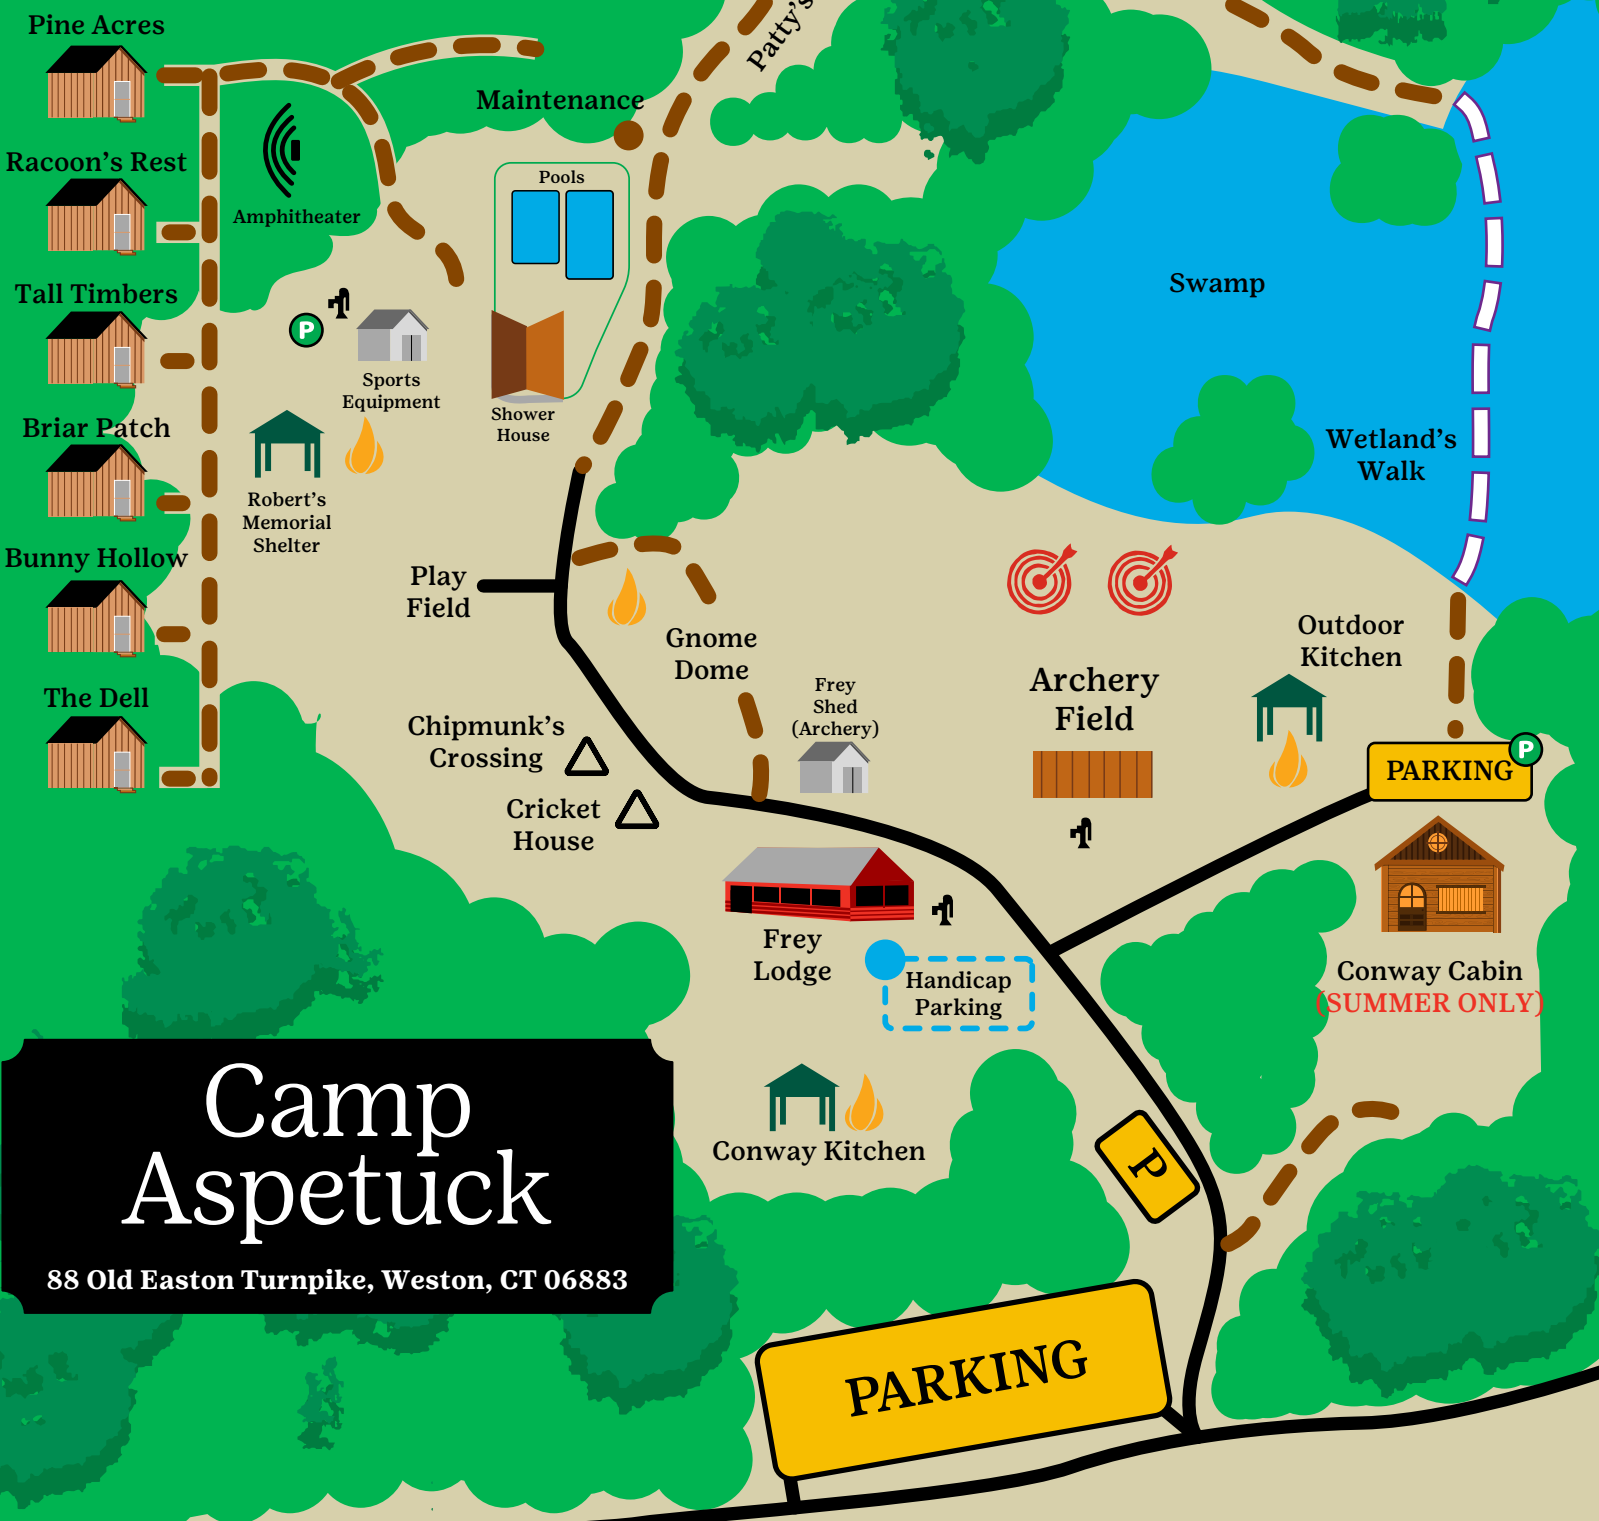 Pine Acres
Patty's
Maintenance
Racoon's Rest
Pools
Amphitheater
Tall Timbers
Swamp
P
Sports
Equipment
Shower
House
Briar Patch
Wetland's
Walk
Robert's
Memorial
Shelter
Bunny Hollow
Play
Field
Gnome
Dome
Outdoor
Kitchen
The Dell
Frey
Shed
(Archery)
Archery
Field
Chipmunk's
Crossing
P
PARKING
Cricket
House
Frey
Lodge
Handicap
Parking
Conway Cabin
(SUMMER ONLY)
Camp
Aspetuck
88 Old Easton Turnpike, Weston, CT 06883
Conway Kitchen
P
PARKING